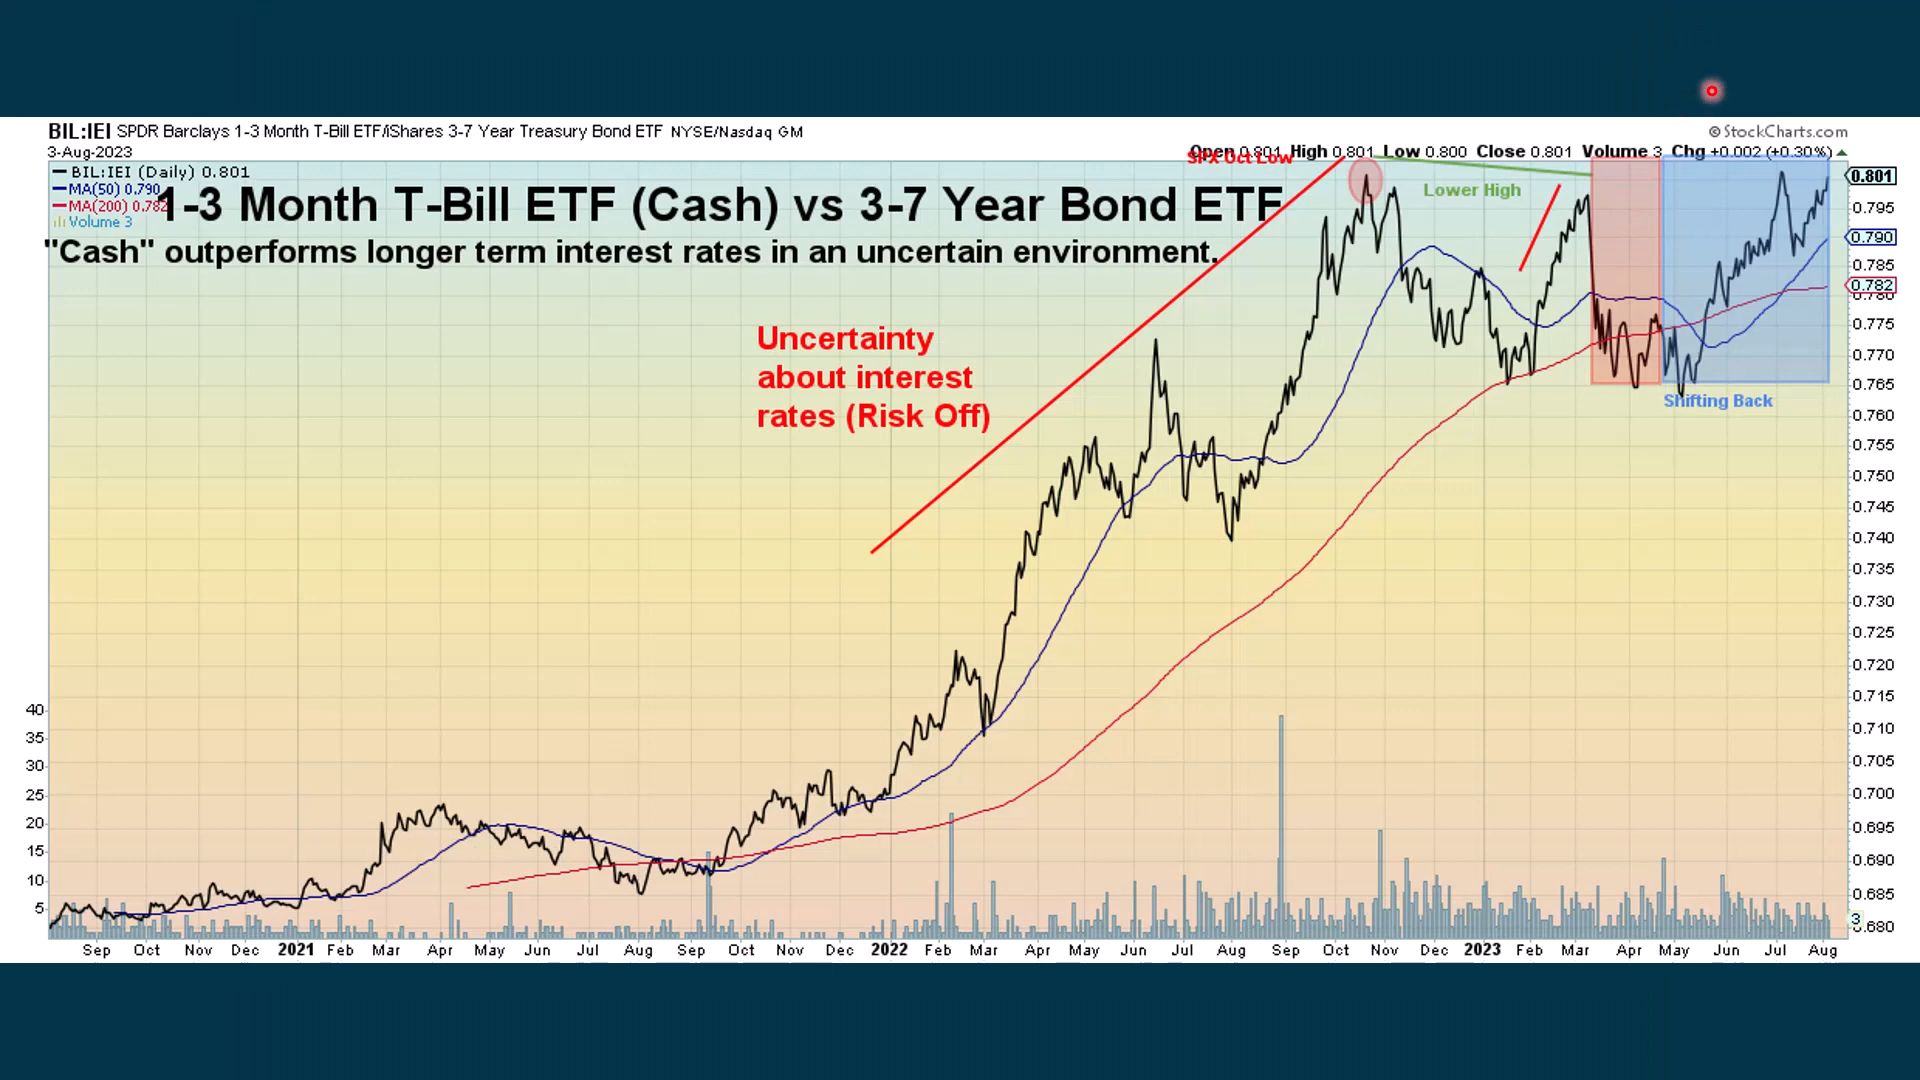 BIL:IEI SPDR Barclays 1-3 Month T-Bill ETF/iShares 3-7 Year Treasury Bond ETF NYSE/Nasdaq GM
© StockCharts.com
3-Aug-2023
Open 0.801 High 0.801 Low 0.800 Close 0.801 Volume 3 Chg +0.002 (+0.30%)
SPX Oct Low
BIL:IEI (Daily) 0.801
MA(50) 0.790
MA(200) 0.782
Volume 3
1-3 Month T-Bill ETF (Cash) vs 3-7 Year Bond ETF
"Cash" outperforms longer term interest rates in an uncertain environment.
Lower High
Uncertainty
about interest
rates (Risk Off)
Shifting Back
0.801
0.795
0.790
0.785
0.782
0.780
0.775
0.770
0.765
0.760
0.755
0.750
0.745
0.740
0.735
0.730
0.725
0.720
0.715
0.710
0.705
0.700
0.695
0.690
0.685
3
0.680
40
35
30
25
20
15
10
5
Sep Oct Nov Dec 2021 Feb Mar Apr May Jun Jul Aug Sep Oct Nov Dec 2022 Feb Mar Apr May Jun Jul Aug Sep Oct Nov Dec 2023 Feb Mar Apr May Jun Jul Aug